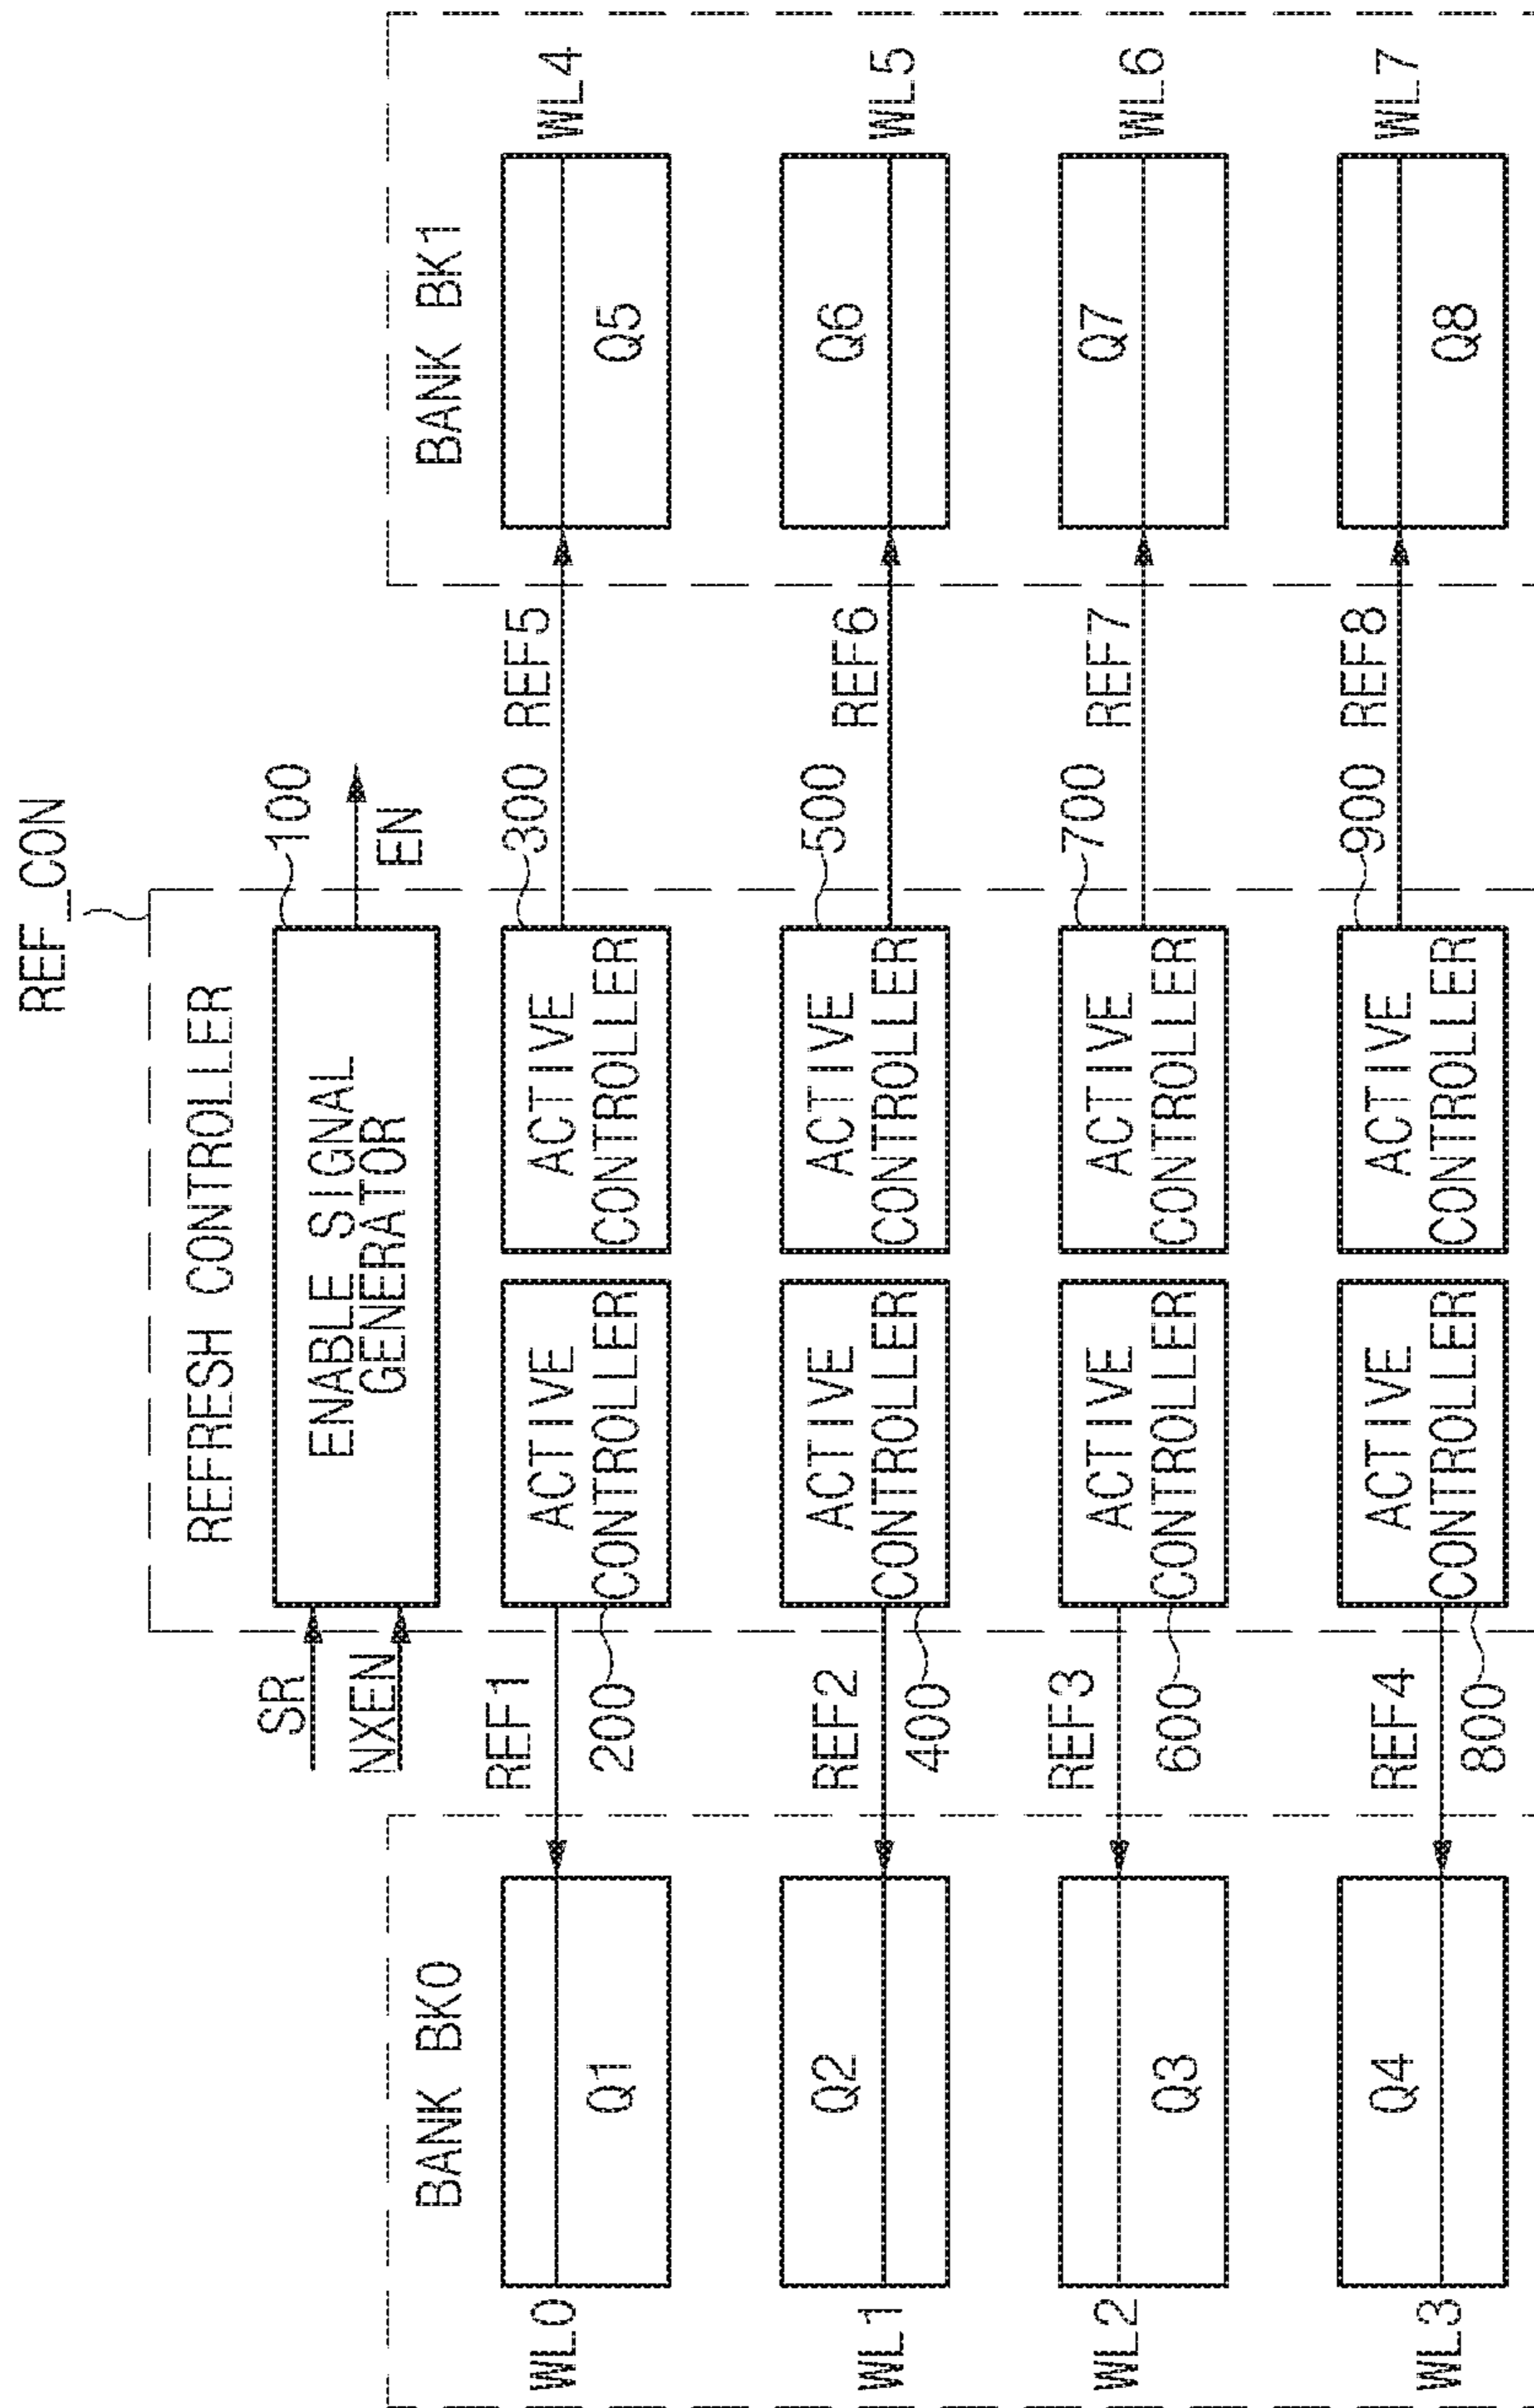 REF_CON
REFRESH CONTROLLER
SR
NXEN
ENABLE SIGNAL
GENERATOR
100
EN
BANK BK0
BANK BK1
WL0
Q1
REF1
200
ACTIVE
CONTROLLER
ACTIVE
CONTROLLER
300
REF5
Q5
WL4
WL1
Q2
REF2
400
ACTIVE
CONTROLLER
ACTIVE
CONTROLLER
500
REF6
Q6
WL5
WL2
Q3
REF3
600
ACTIVE
CONTROLLER
ACTIVE
CONTROLLER
700
REF7
Q7
WL6
WL3
Q4
REF4
800
ACTIVE
CONTROLLER
ACTIVE
CONTROLLER
900
REF8
Q8
WL7